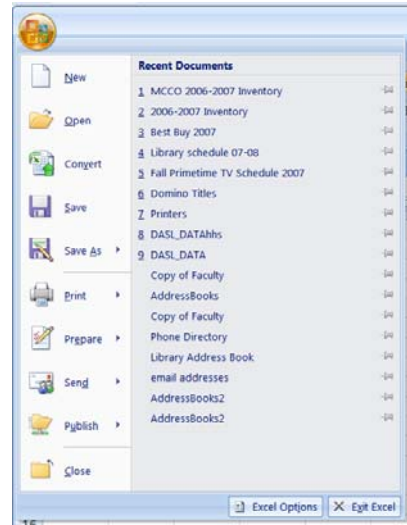 New
Open
Convert
Save
Save As
Print
Prepare
Send
Publish
Close
Recent Documents
1 MCCO 2006-2007 Inventory
2 2006-2007 Inventory
3 Best Buy 2007
4 Library schedule 07-08
5 Fall Primetime TV Schedule 2007
6 Domino Titles
7 Printers
8 DASL_DATAhhs
9 DASL_DATA
Copy of Faculty
AddressBooks
Copy of Faculty
Phone Directory
Library Address Book
email addresses
AddressBooks2
AddressBooks2
Excel Options
Exit Excel
16